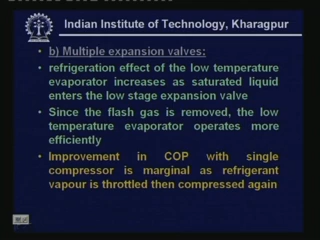 Indian Institute of Technology, Kharagpur
• b) Multiple expansion valves:
• refrigeration effect of the low temperature
evaporator increases as saturated liquid
enters the low stage expansion valve
• Since the flash gas is removed, the low
temperature evaporator operates more
efficiently
• Improvement in COP with single
compressor is marginal as refrigerant
vapour is throttled then compressed again